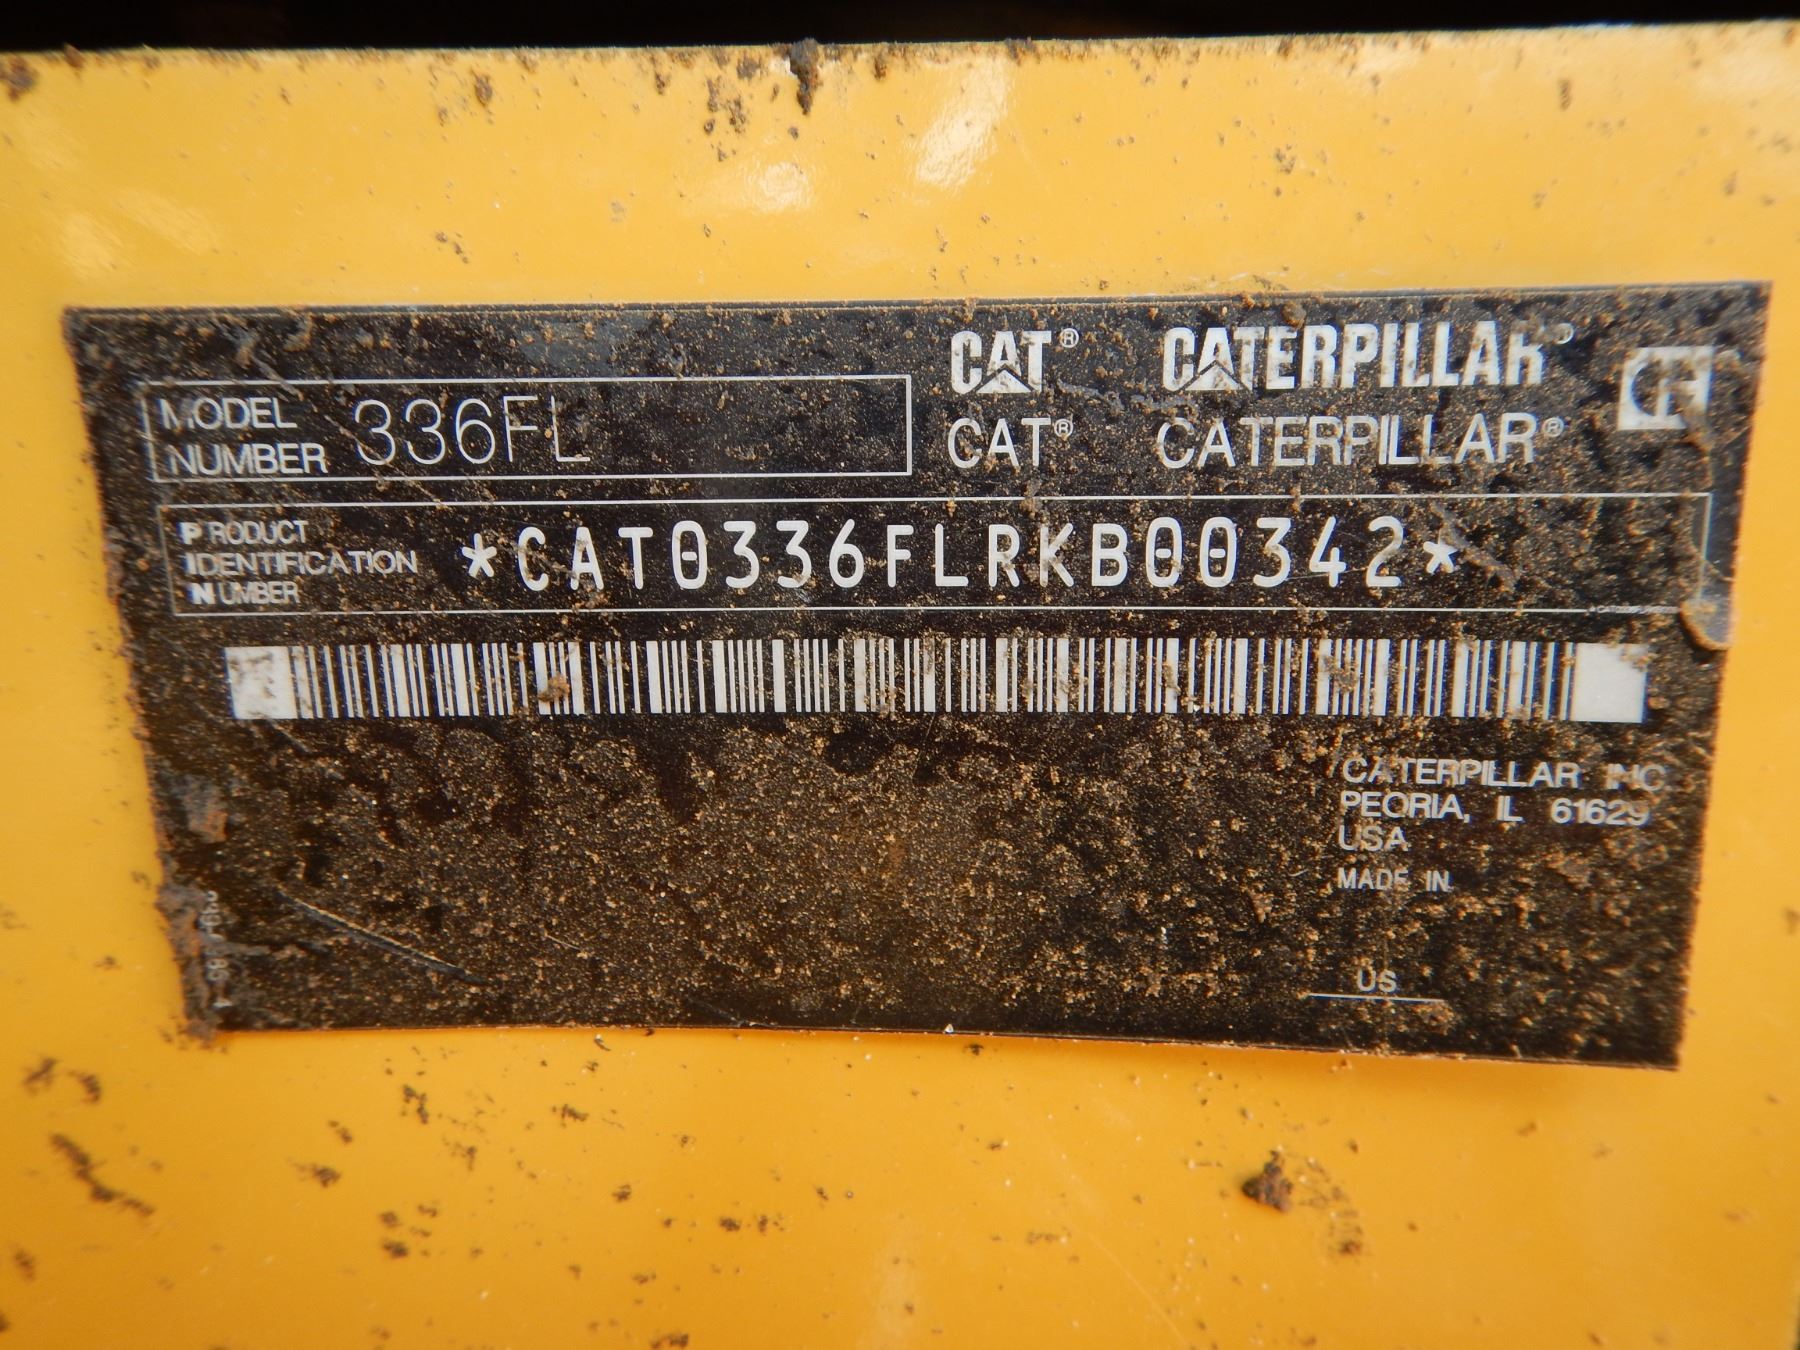 CAT® CATERPILLAR
MODEL NUMBER 336FL
CAT® CATERPILLAR®
PRODUCT IDENTIFICATION NUMBER *CAT0336FLRKB00342*
CATERPILLAR INC
PEORIA, IL 61629
USA
MADE IN
US